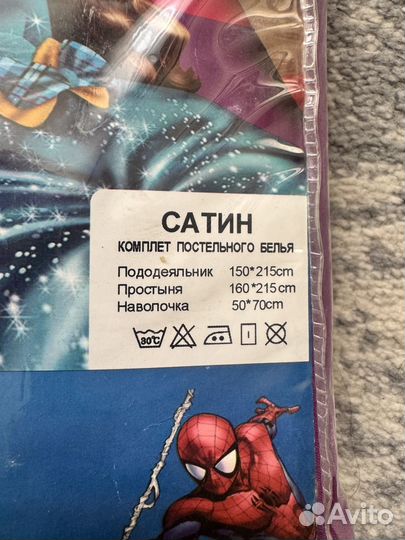 САТИН
КОМПЛЕТ ПОСТЕЛЬНОГО БЕЛЬЯ
Пододеяльник 150*215cm
Простыня 160*215cm
Наволочка 50*70cm
30°C
Avito